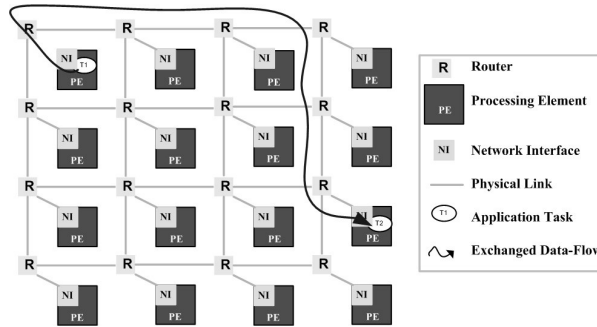 R R R R
NI T1 NI NI NI
PE PE PE PE
R R R R
NI NI NI NI
PE PE PE PE
R R R R
NI NI NI NI T2
PE PE PE PE
R R R R
NI NI NI NI
PE PE PE PE
R Router
PE Processing Element
NI Network Interface
Physical Link
T1 Application Task
Exchanged Data-Flow